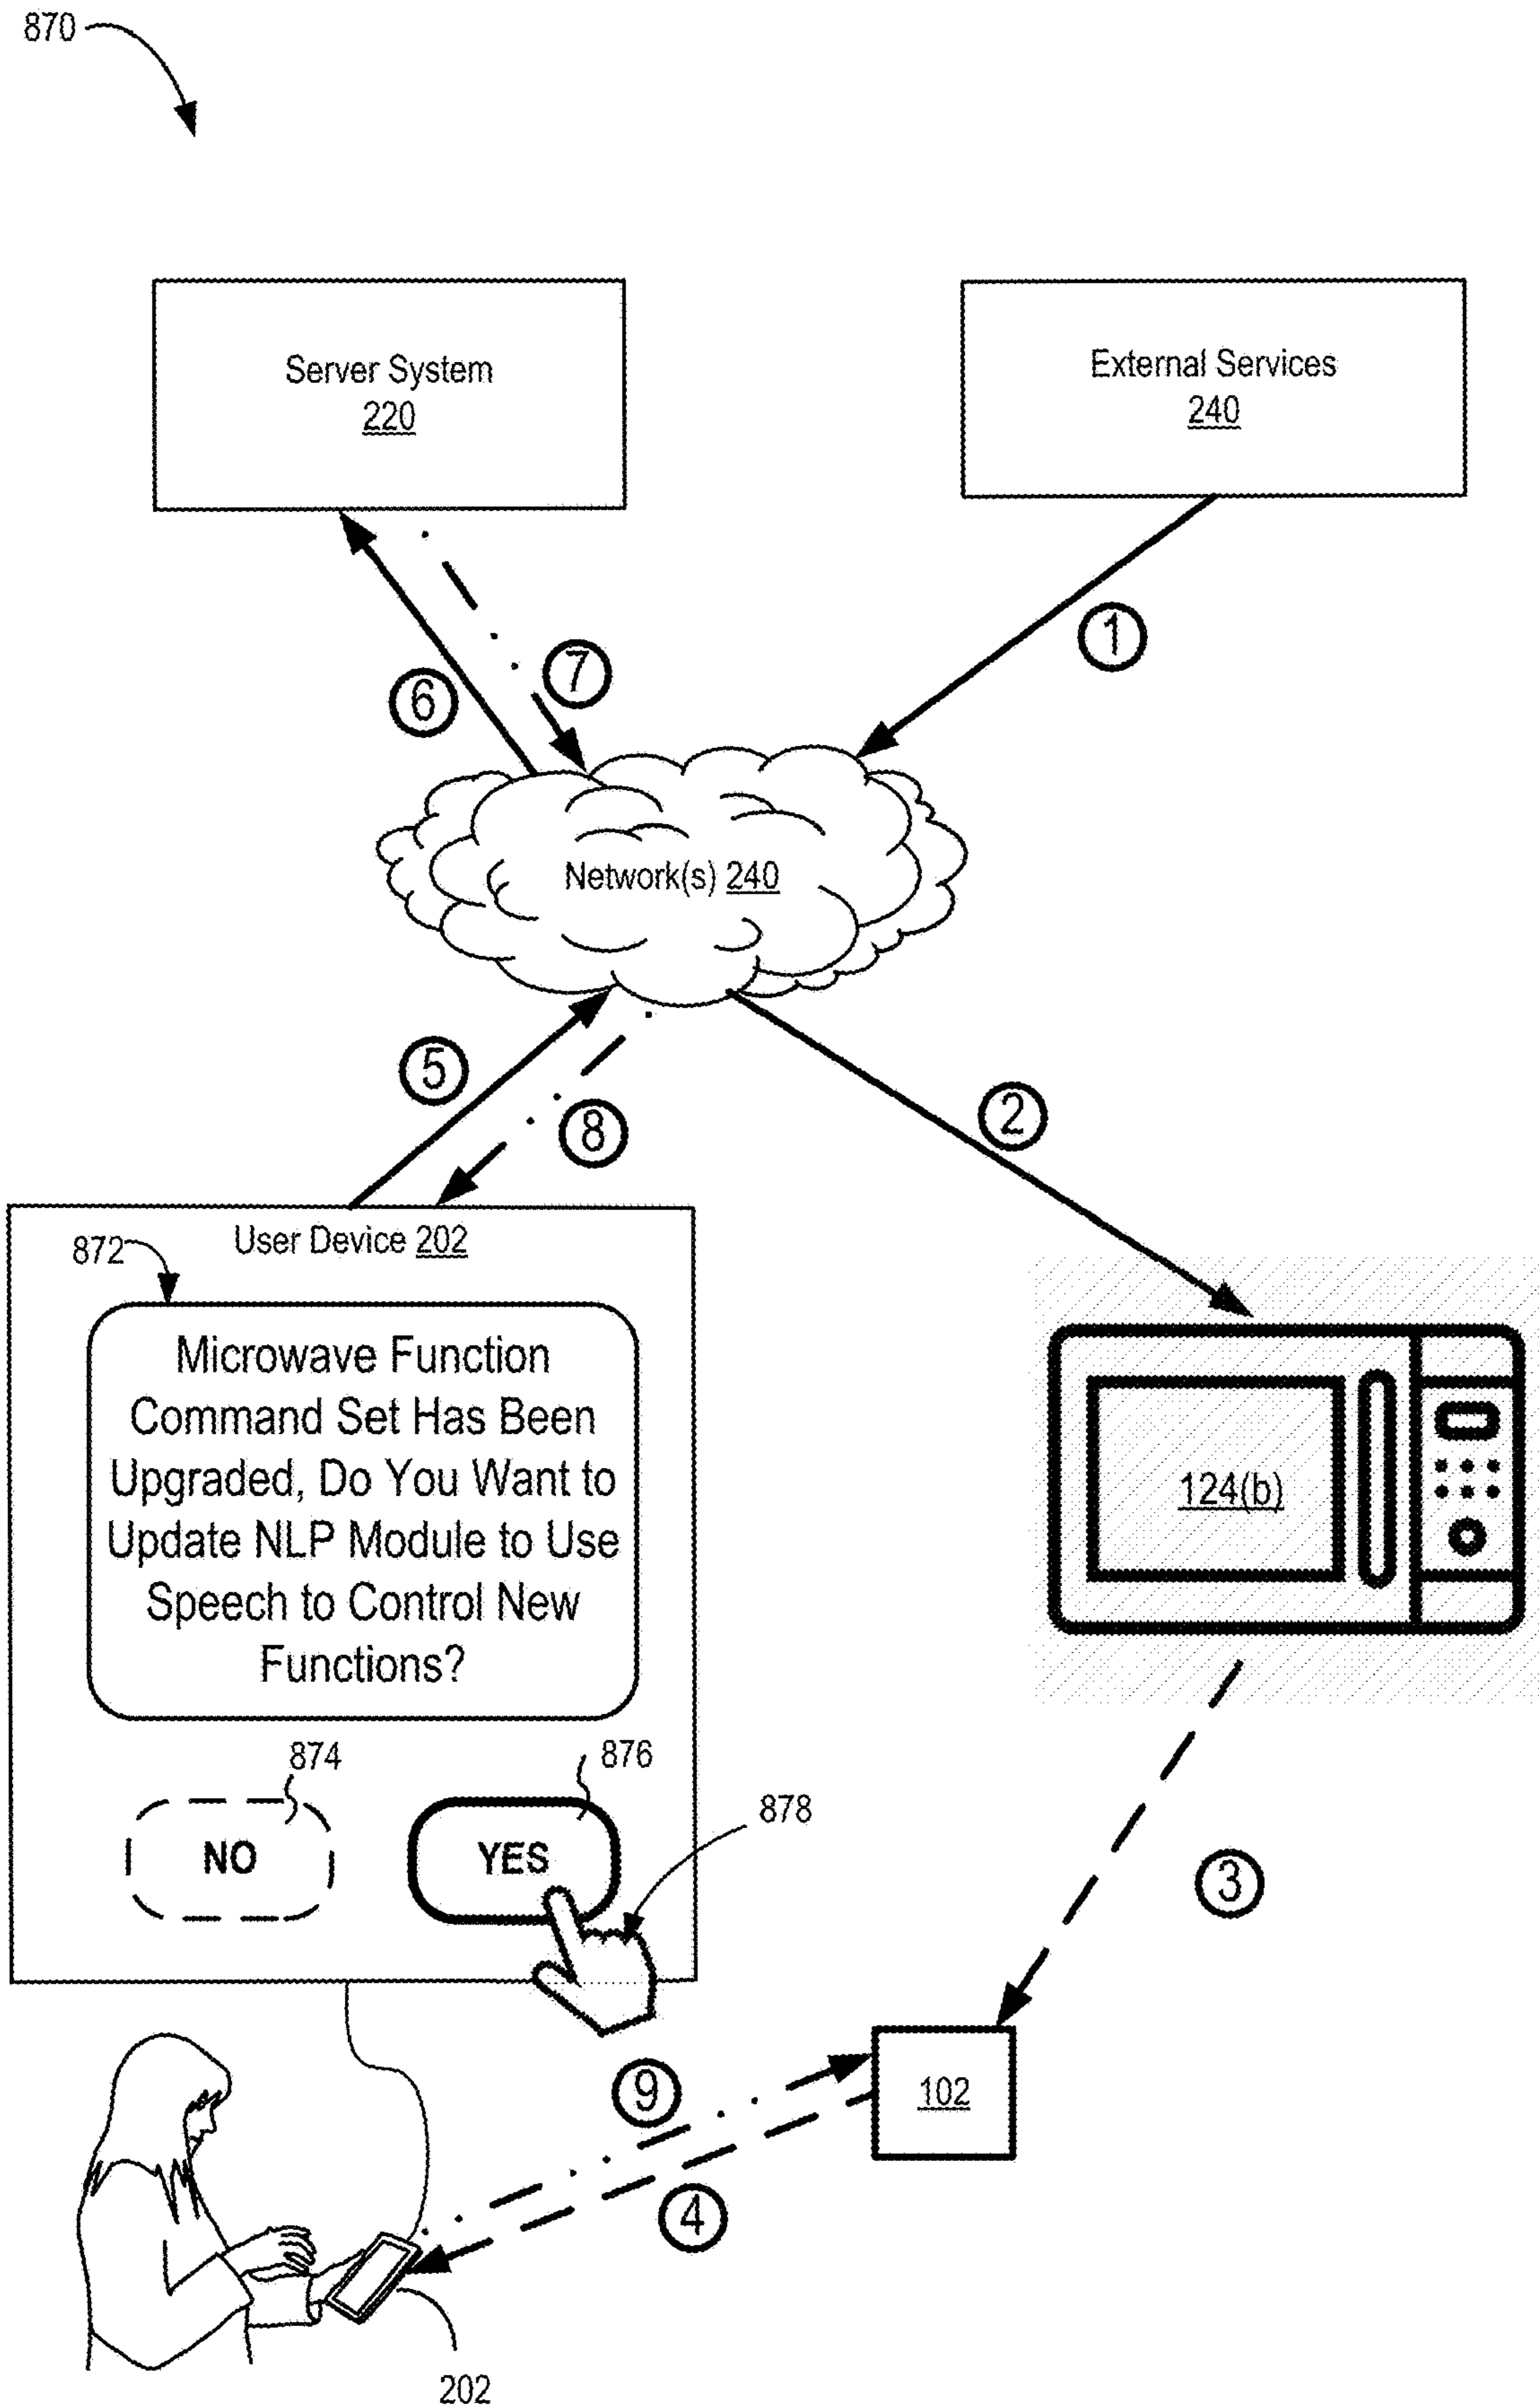 870
Server System
220
External Services
240
1
7
6
Network(s) 240
5
8
2
User Device 202
872
Microwave Function
Command Set Has Been
Upgraded, Do You Want to
Update NLP Module to Use
Speech to Control New
Functions?
124(b)
874
876
878
NO
YES
3
9
102
4
202